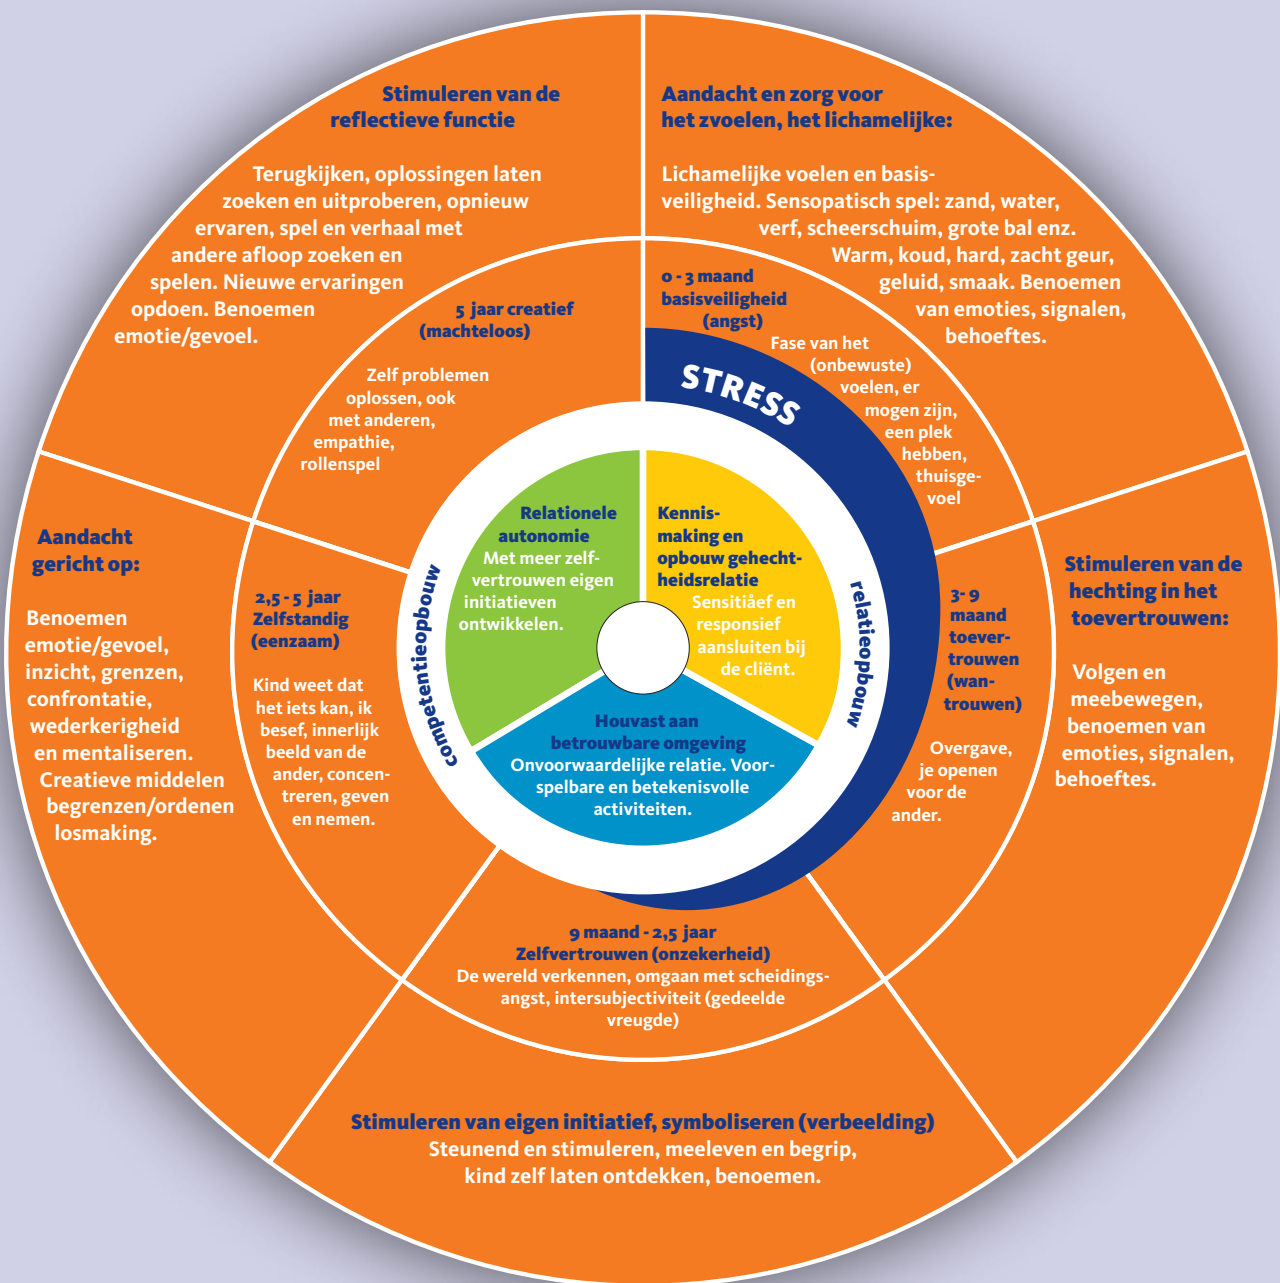 Stimuleren van de
reflectieve functie
Terugkijken, oplossingen laten
zoeken en uitproberen, opnieuw
ervaren, spel en verhaal met
andere afloop zoeken en
spelen. Nieuwe ervaringen
opdoen. Benoemen
emotie/gevoel.
Aandacht en zorg voor
het zvoelen, het lichamelijke:
Lichamelijke voelen en basis-
veiligheid. Sensopatisch spel: zand, water,
verf, scheerschuim, grote bal enz.
Warm, koud, hard, zacht geur,
geluid, smaak. Benoemen
van emoties, signalen,
behoeftes.
5 jaar creatief
(machteloos)
Zelf problemen
oplossen, ook
met anderen,
empathie,
rollenspel
0 - 3 maand
basisveiligheid
(angst)
Fase van het
(onbewuste)
voelen, er
mogen zijn,
een plek
hebben,
thuisge-
voel
STRESS
Relationele
autonomie
Met meer zelf-
vertrouwen eigen
initiatieven
ontwikkelen.
Kennis-
making en
opbouw gehecht-
heidsrelatie
Sensitiâef en
responsief
aansluiten bij
de cliënt.
Houvast aan
betrouwbare omgeving
Onvoorwaardelijke relatie. Voor-
spelbare en betekenisvolle
activiteiten.
competentieopbouw
relatieopbouw
Aandacht
gericht op:
Benoemen
emotie/gevoel,
inzicht, grenzen,
confrontatie,
wederkerigheid
en mentaliseren.
Creatieve middelen
begrenzen/ordenen
losmaking.
2,5 - 5 jaar
Zelfstandig
(eenzaam)
Kind weet dat
het iets kan, ik
besef, innerlijk
beeld van de
ander, concen-
treren, geven
en nemen.
3- 9
maand
toever-
trouwen
(wan-
trouwen)
Overgave,
je openen
voor de
ander.
Stimuleren van de
hechting in het
toevertrouwen:
Volgen en
meebewegen,
benoemen van
emoties, signalen,
behoeftes.
9 maand - 2,5 jaar
Zelfvertrouwen (onzekerheid)
De wereld verkennen, omgaan met scheidings-
angst, intersubjectiviteit (gedeelde
vreugde)
Stimuleren van eigen initiatief, symboliseren (verbeelding)
Steunend en stimuleren, meeleven en begrip,
kind zelf laten ontdekken, benoemen.